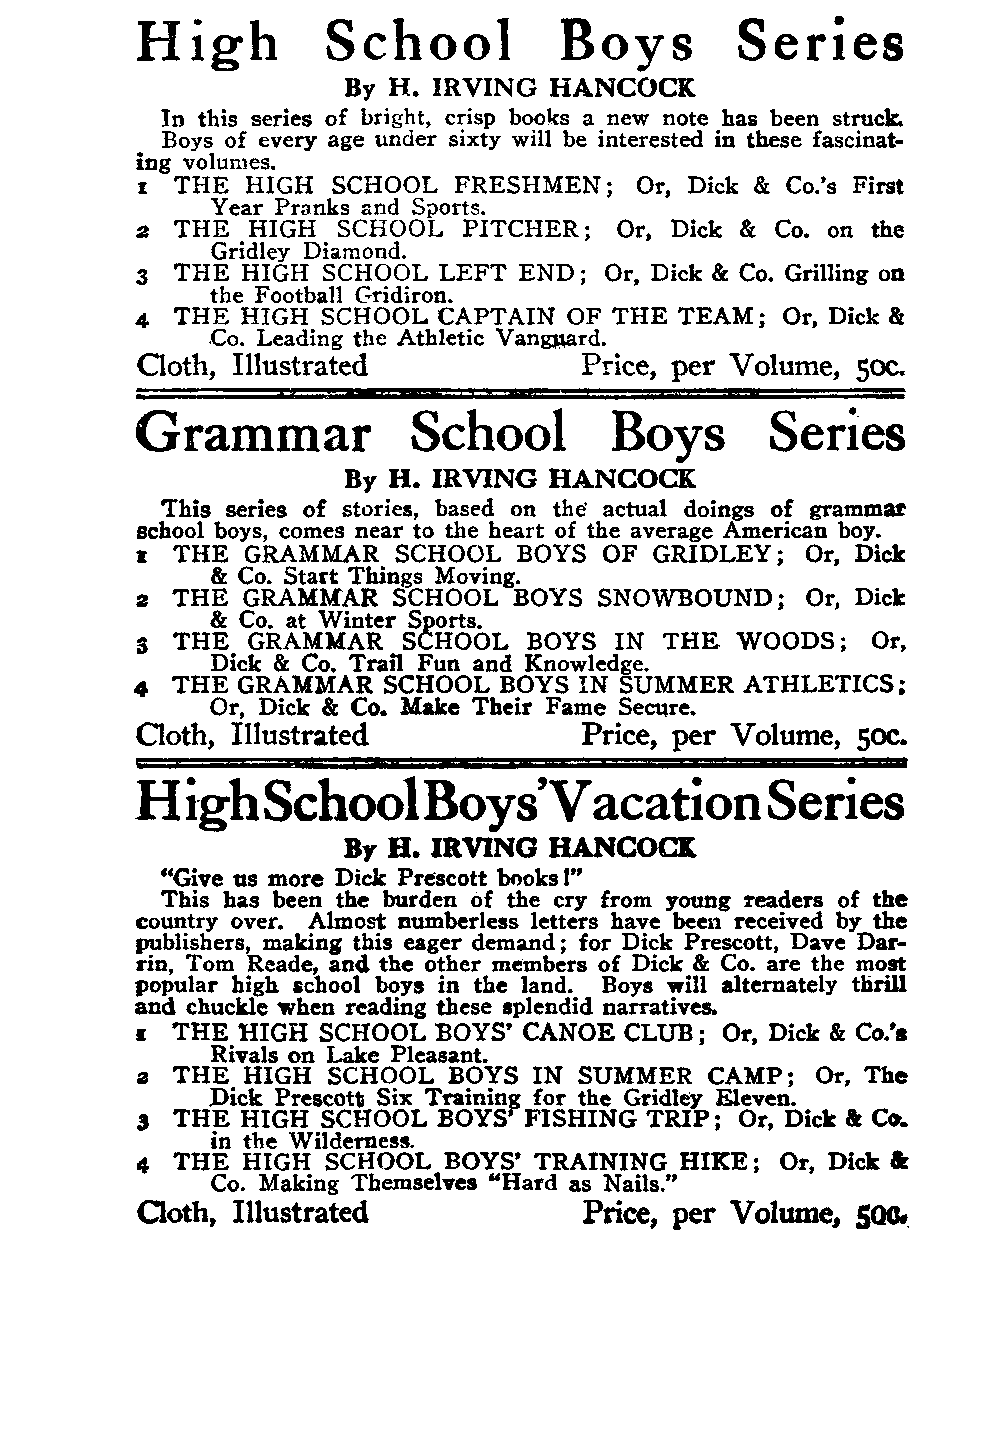 High School Boys Series
By H. IRVING HANCOCK
In this series of bright, crisp books a new note has been struck.
Boys of every age under sixty will be interested in these fascinat-
ing volumes.
1 THE HIGH SCHOOL FRESHMEN; Or, Dick & Co.'s First
Year Pranks and Sports.
2 THE HIGH SCHOOL PITCHER; Or, Dick & Co. on the
Gridley Diamond.
3 THE HIGH SCHOOL LEFT END; Or, Dick & Co. Grilling on
the Football Gridiron.
4 THE HIGH SCHOOL CAPTAIN OF THE TEAM; Or, Dick &
Co. Leading the Athletic Vanguard.
Cloth, Illustrated Price, per Volume, 50c.
Grammar School Boys Series
By H. IRVING HANCOCK
This series of stories, based on the actual doings of grammar
school boys, comes near to the heart of the average American boy.
1 THE GRAMMAR SCHOOL BOYS OF GRIDLEY; Or, Dick
& Co. Start Things Moving.
2 THE GRAMMAR SCHOOL BOYS SNOWBOUND; Or, Dick
& Co. at Winter Sports.
3 THE GRAMMAR SCHOOL BOYS IN THE WOODS; Or,
Dick & Co. Trail Fun and Knowledge.
4 THE GRAMMAR SCHOOL BOYS IN SUMMER ATHLETICS;
Or, Dick & Co. Make Their Fame Secure.
Cloth, Illustrated Price, per Volume, 50c.
High School Boys' Vacation Series
By H. IRVING HANCOCK
"Give us more Dick Prescott books!"
This has been the burden of the cry from young readers of the
country over. Almost numberless letters have been received by the
publishers, making this eager demand; for Dick Prescott, Dave Dar-
rin, Tom Reade, and the other members of Dick & Co. are the most
popular high school boys in the land. Boys will alternately thrill
and chuckle when reading these splendid narratives.
1 THE HIGH SCHOOL BOYS' CANOE CLUB; Or, Dick & Co.'s
Rivals on Lake Pleasant.
2 THE HIGH SCHOOL BOYS IN SUMMER CAMP; Or, The
Dick Prescott Six Training for the Gridley Eleven.
3 THE HIGH SCHOOL BOYS' FISHING TRIP; Or, Dick & Co.
in the Wilderness.
4 THE HIGH SCHOOL BOYS' TRAINING HIKE; Or, Dick &
Co. Making Themselves "Hard as Nails."
Cloth, Illustrated Price, per Volume, 50c.